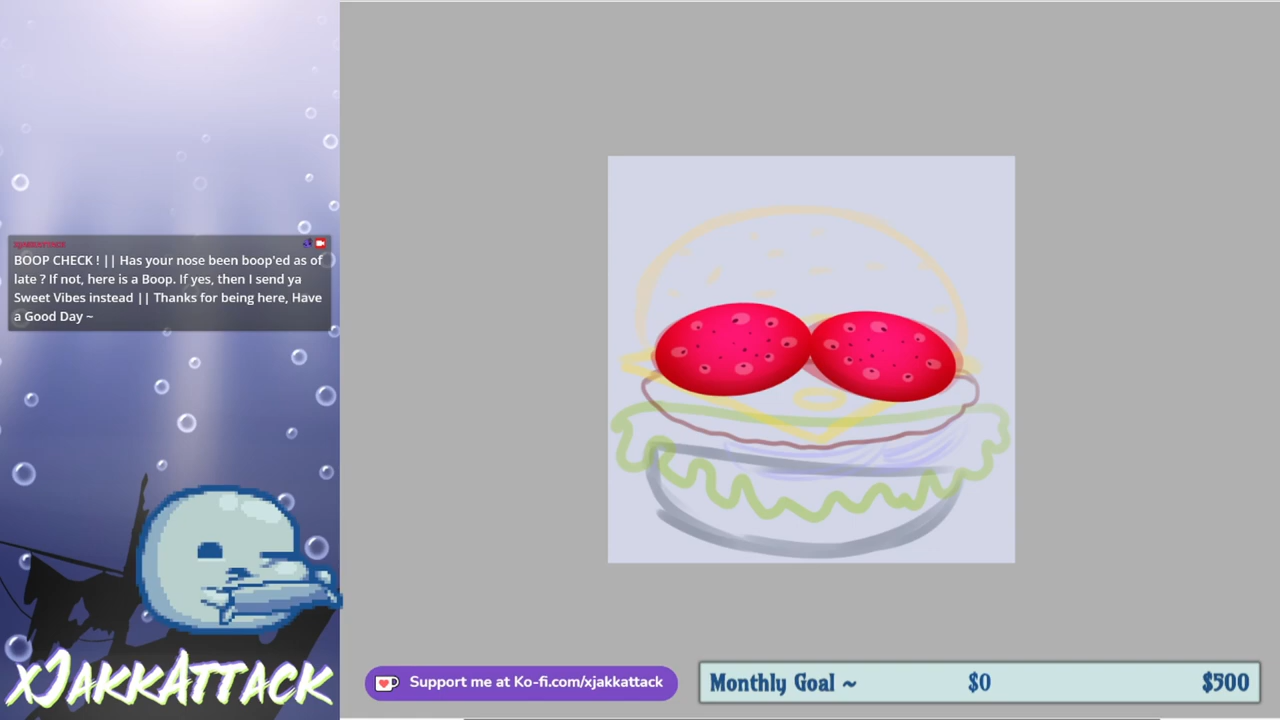 xJAKKATTACK
BOOP CHECK ! || Has your nose been boop'ed as of
late ? If not, here is a Boop. If yes, then I send ya
Sweet Vibes instead || Thanks for being here, Have
a Good Day ~
xJAKKATTACK
Support me at Ko-fi.com/xjakkattack
Monthly Goal ~ $0 $500